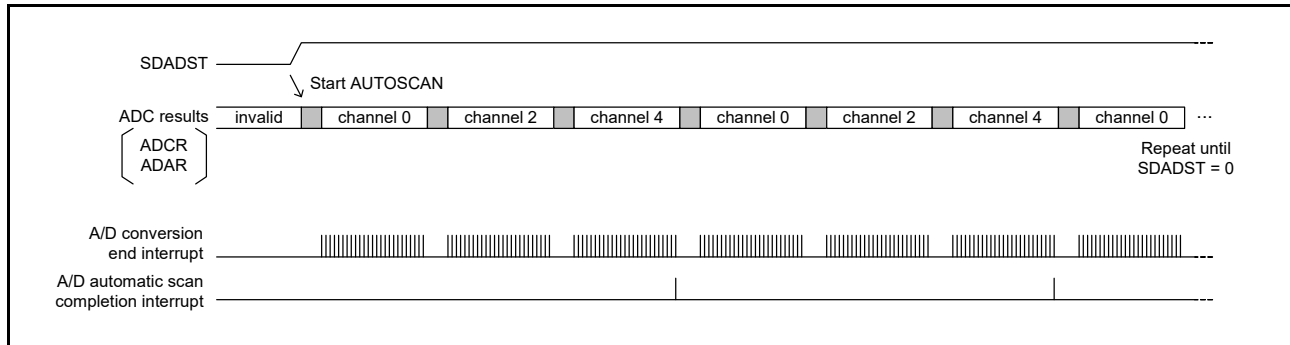 SDADST
Start AUTOSCAN
ADC results
invalid
channel 0
channel 2
channel 4
channel 0
channel 2
channel 4
channel 0
...
ADCR
ADAR
Repeat until
SDADST = 0
A/D conversion
end interrupt
A/D automatic scan
completion interrupt